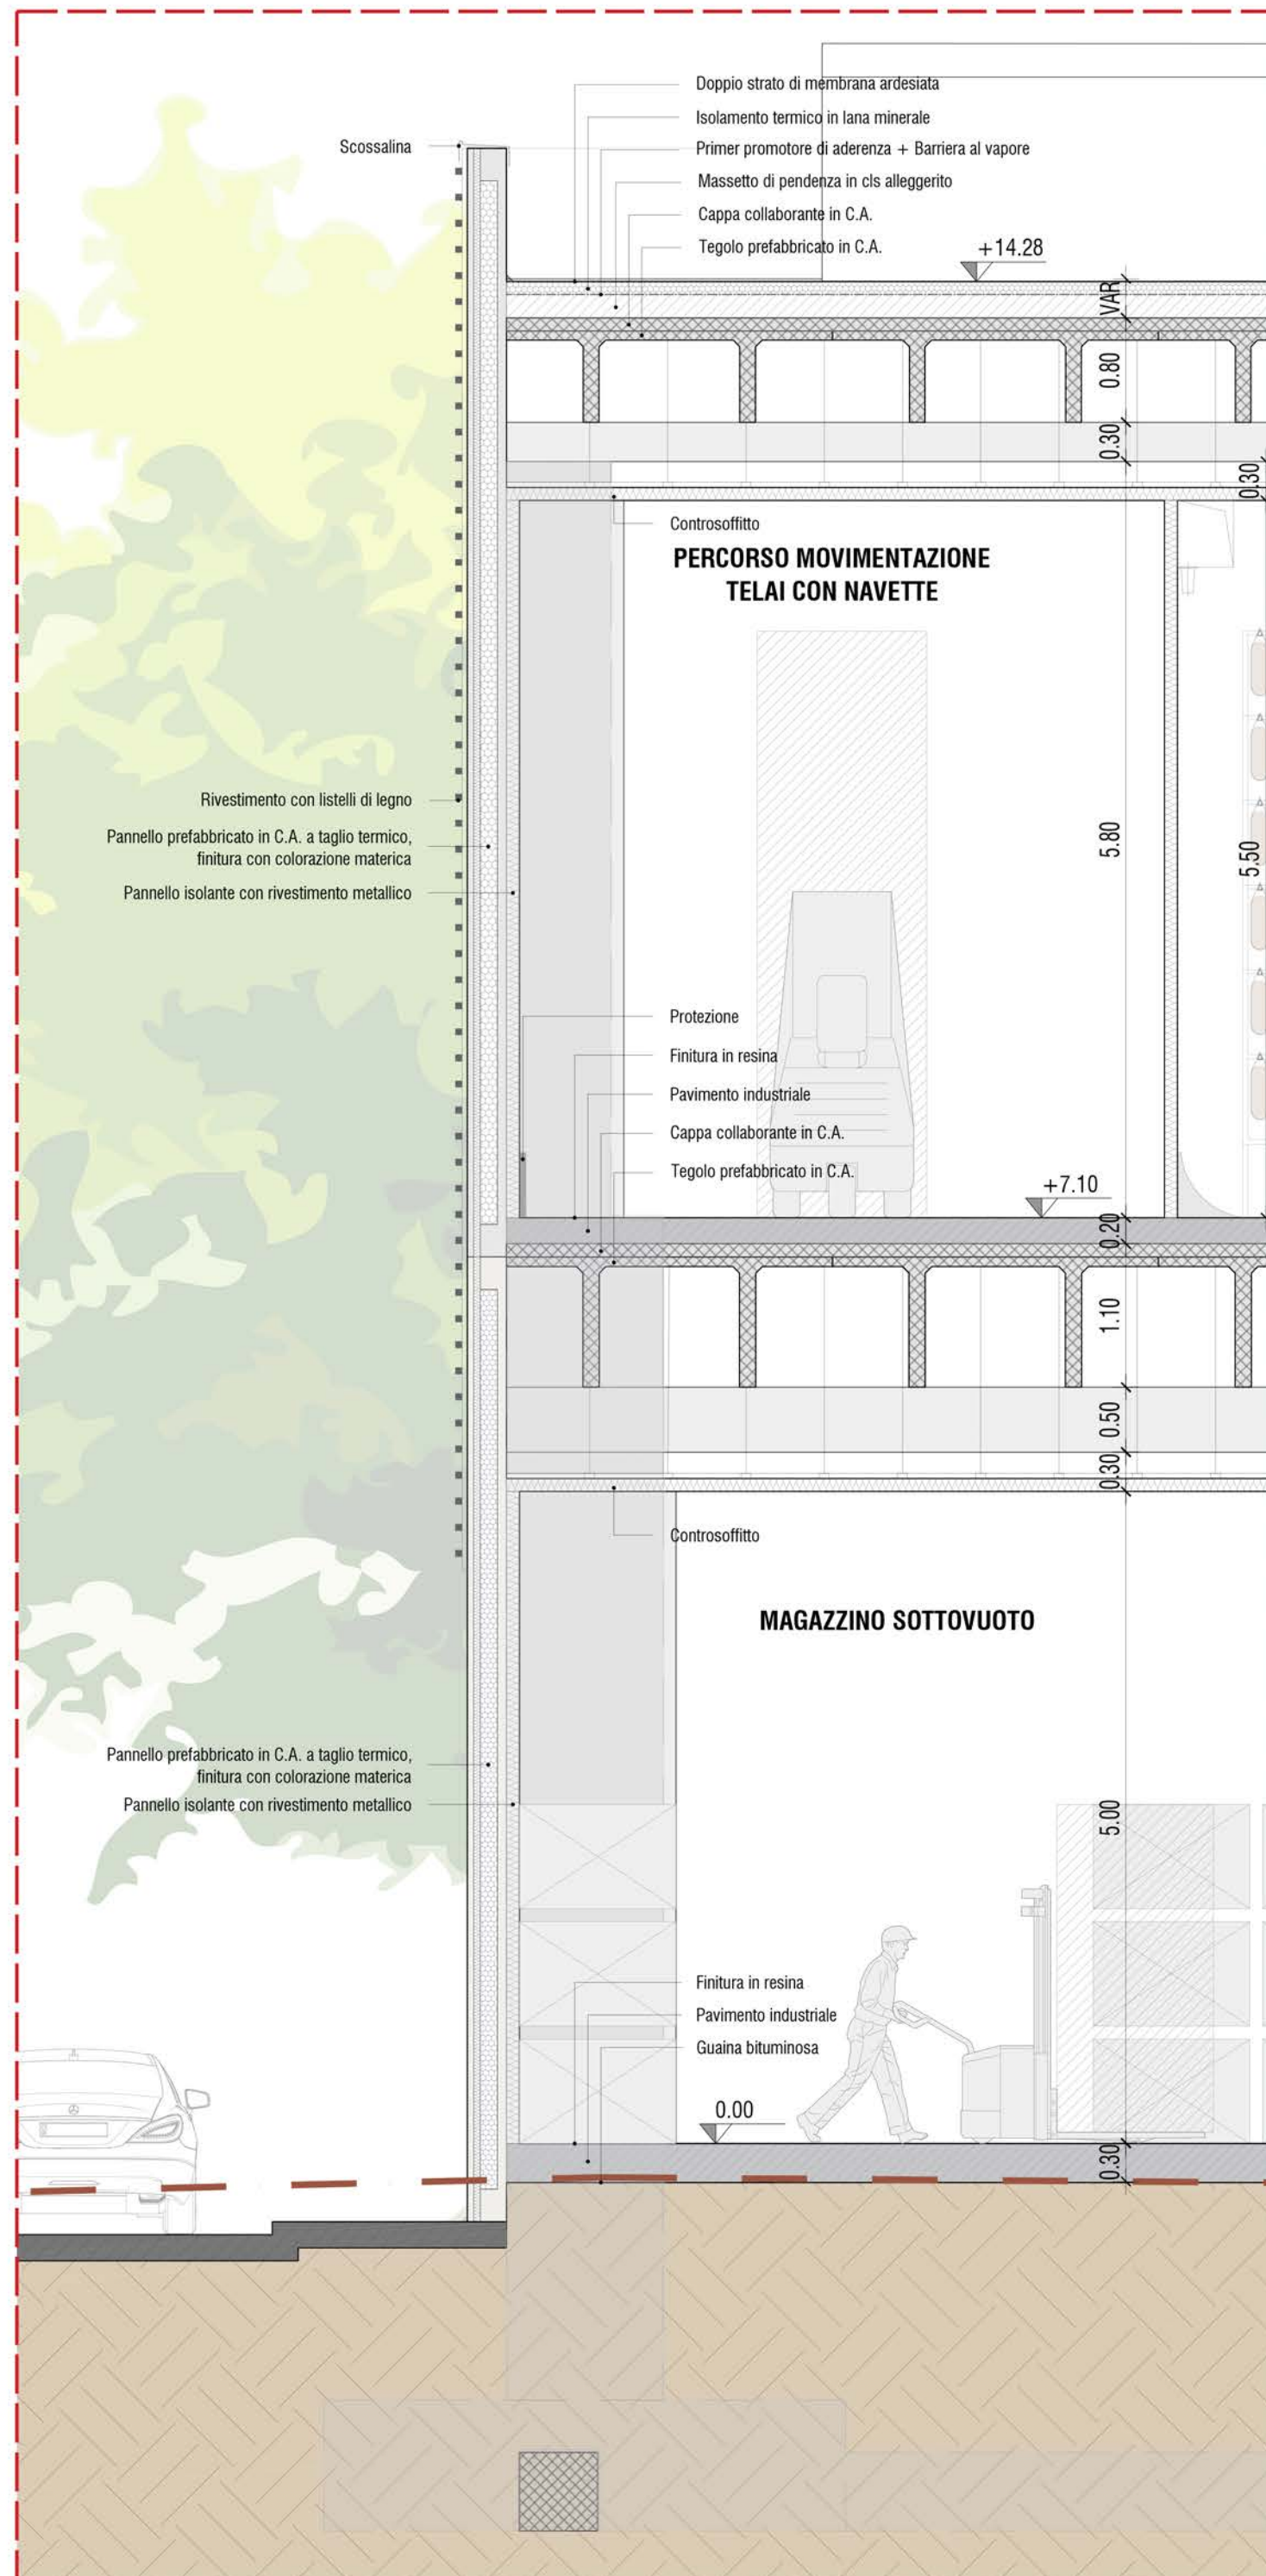 Doppio strato di membrana ardesiata
Isolamento termico in lana minerale
Scossalina
Primer promotore di aderenza + Barriera al vapore
Massetto di pendenza in cls alleggerito
Cappa collaborante in C.A.
Tegolo prefabbricato in C.A.
+14.28
VAR
0.80
0.30
0.30
Controsoffitto
PERCORSO MOVIMENTAZIONE
TELAI CON NAVETTE
Rivestimento con listelli di legno
Pannello prefabbricato in C.A. a taglio termico,
finitura con colorazione materica
Pannello isolante con rivestimento metallico
5.80
5.50
Protezione
Finitura in resina
Pavimento industriale
Cappa collaborante in C.A.
Tegolo prefabbricato in C.A.
+7.10
0.20
1.10
0.50
0.30
Controsoffitto
MAGAZZINO SOTTOVUOTO
Pannello prefabbricato in C.A. a taglio termico,
finitura con colorazione materica
Pannello isolante con rivestimento metallico
5.00
Finitura in resina
Pavimento industriale
Guaina bituminosa
0.00
0.30